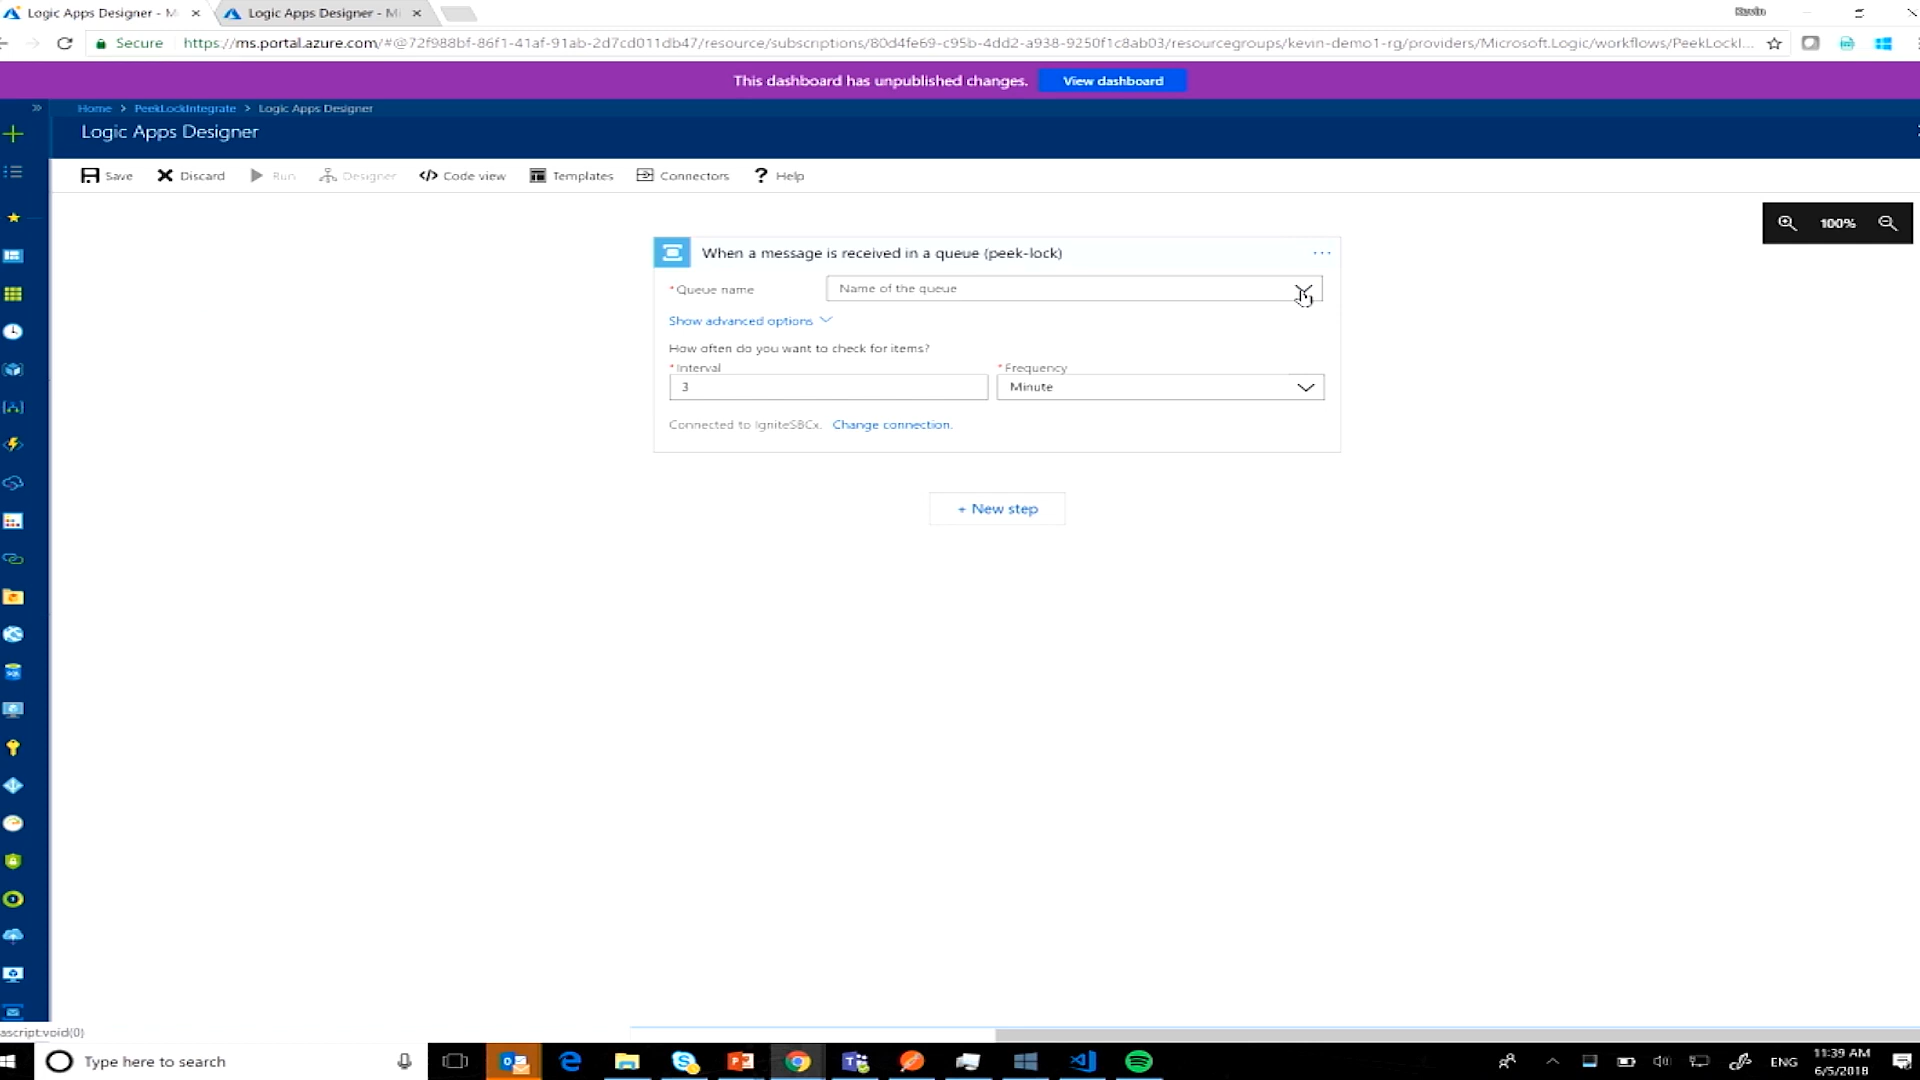 Logic Apps Designer - M
Logic Apps Designer - Mi
Kevin
Secure
https://ms.portal.azure.com/#@72f988bf-86f1-41af-91ab-2d7cd011db47/resource/subscriptions/80d4fe69-c95b-4dd2-a938-9250f1c8ab03/resourcegroups/kevin-demo1-rg/providers/Microsoft.Logic/workflows/PeekLockI...
This dashboard has unpublished changes. View dashboard
Home > PeekLockIntegrate > Logic Apps Designer
Logic Apps Designer
Save Discard Run Designer Code view Templates Connectors ? Help
100%
When a message is received in a queue (peek-lock) ...
* Queue name Name of the queue
Show advanced options
How often do you want to check for items?
* Interval * Frequency
3 Minute
Connected to IgniteSBCx. Change connection.
+ New step
ascript:void(0)
Type here to search
ENG
11:39 AM
6/5/2018